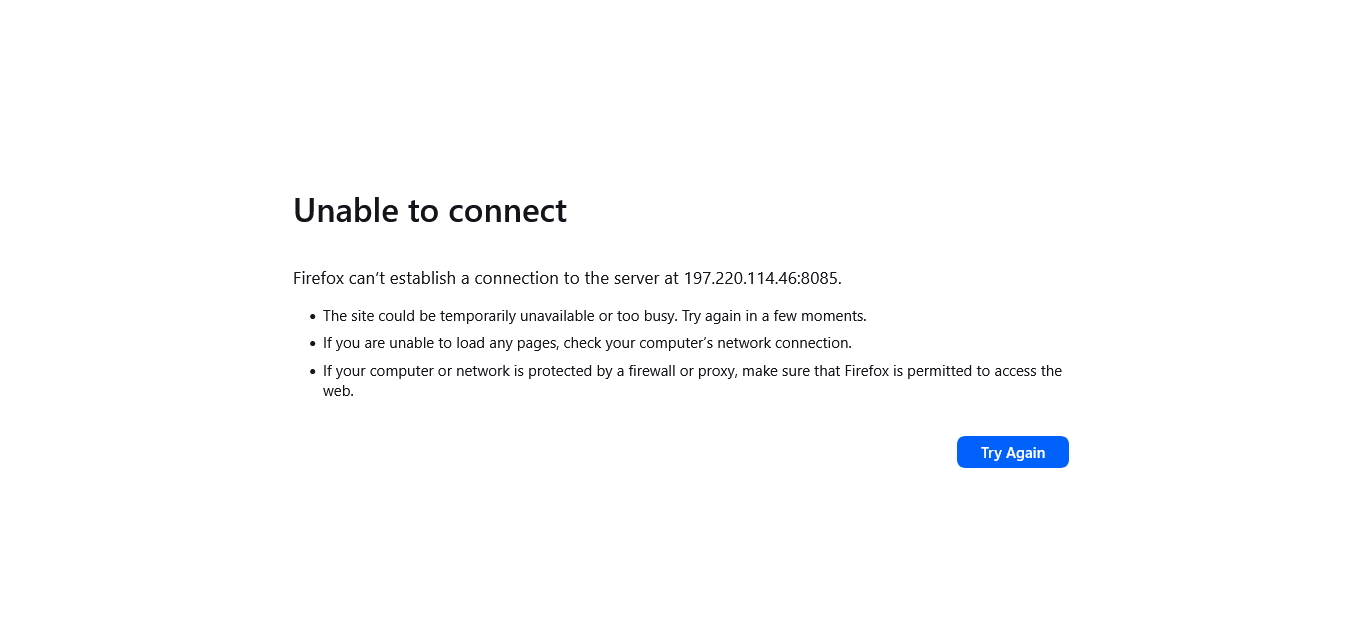 Unable to connect
Firefox can’t establish a connection to the server at 197.220.114.46:8085.
• The site could be temporarily unavailable or too busy. Try again in a few moments.
• If you are unable to load any pages, check your computer’s network connection.
• If your computer or network is protected by a firewall or proxy, make sure that Firefox is permitted to access the
web.
Try Again